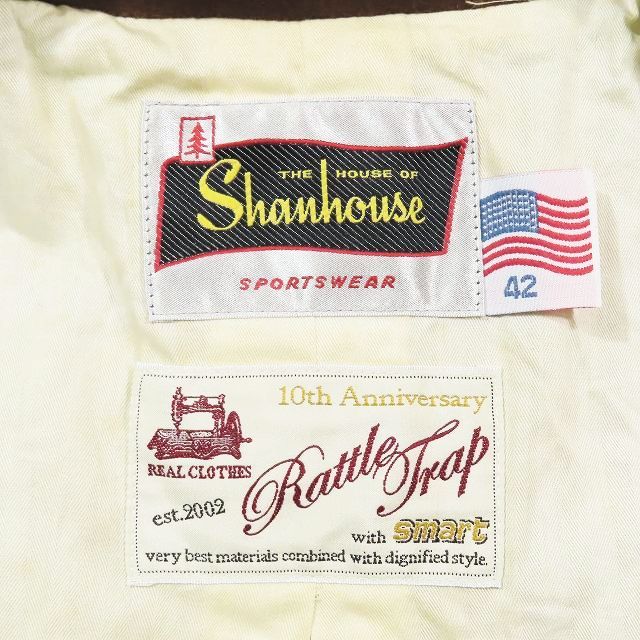 THE HOUSE OF
Shanhouse
SPORTSWEAR
42
10th Anniversary
REAL CLOTHES
Rattle Trap
est.2002
with smart
very best materials combined with dignified style.